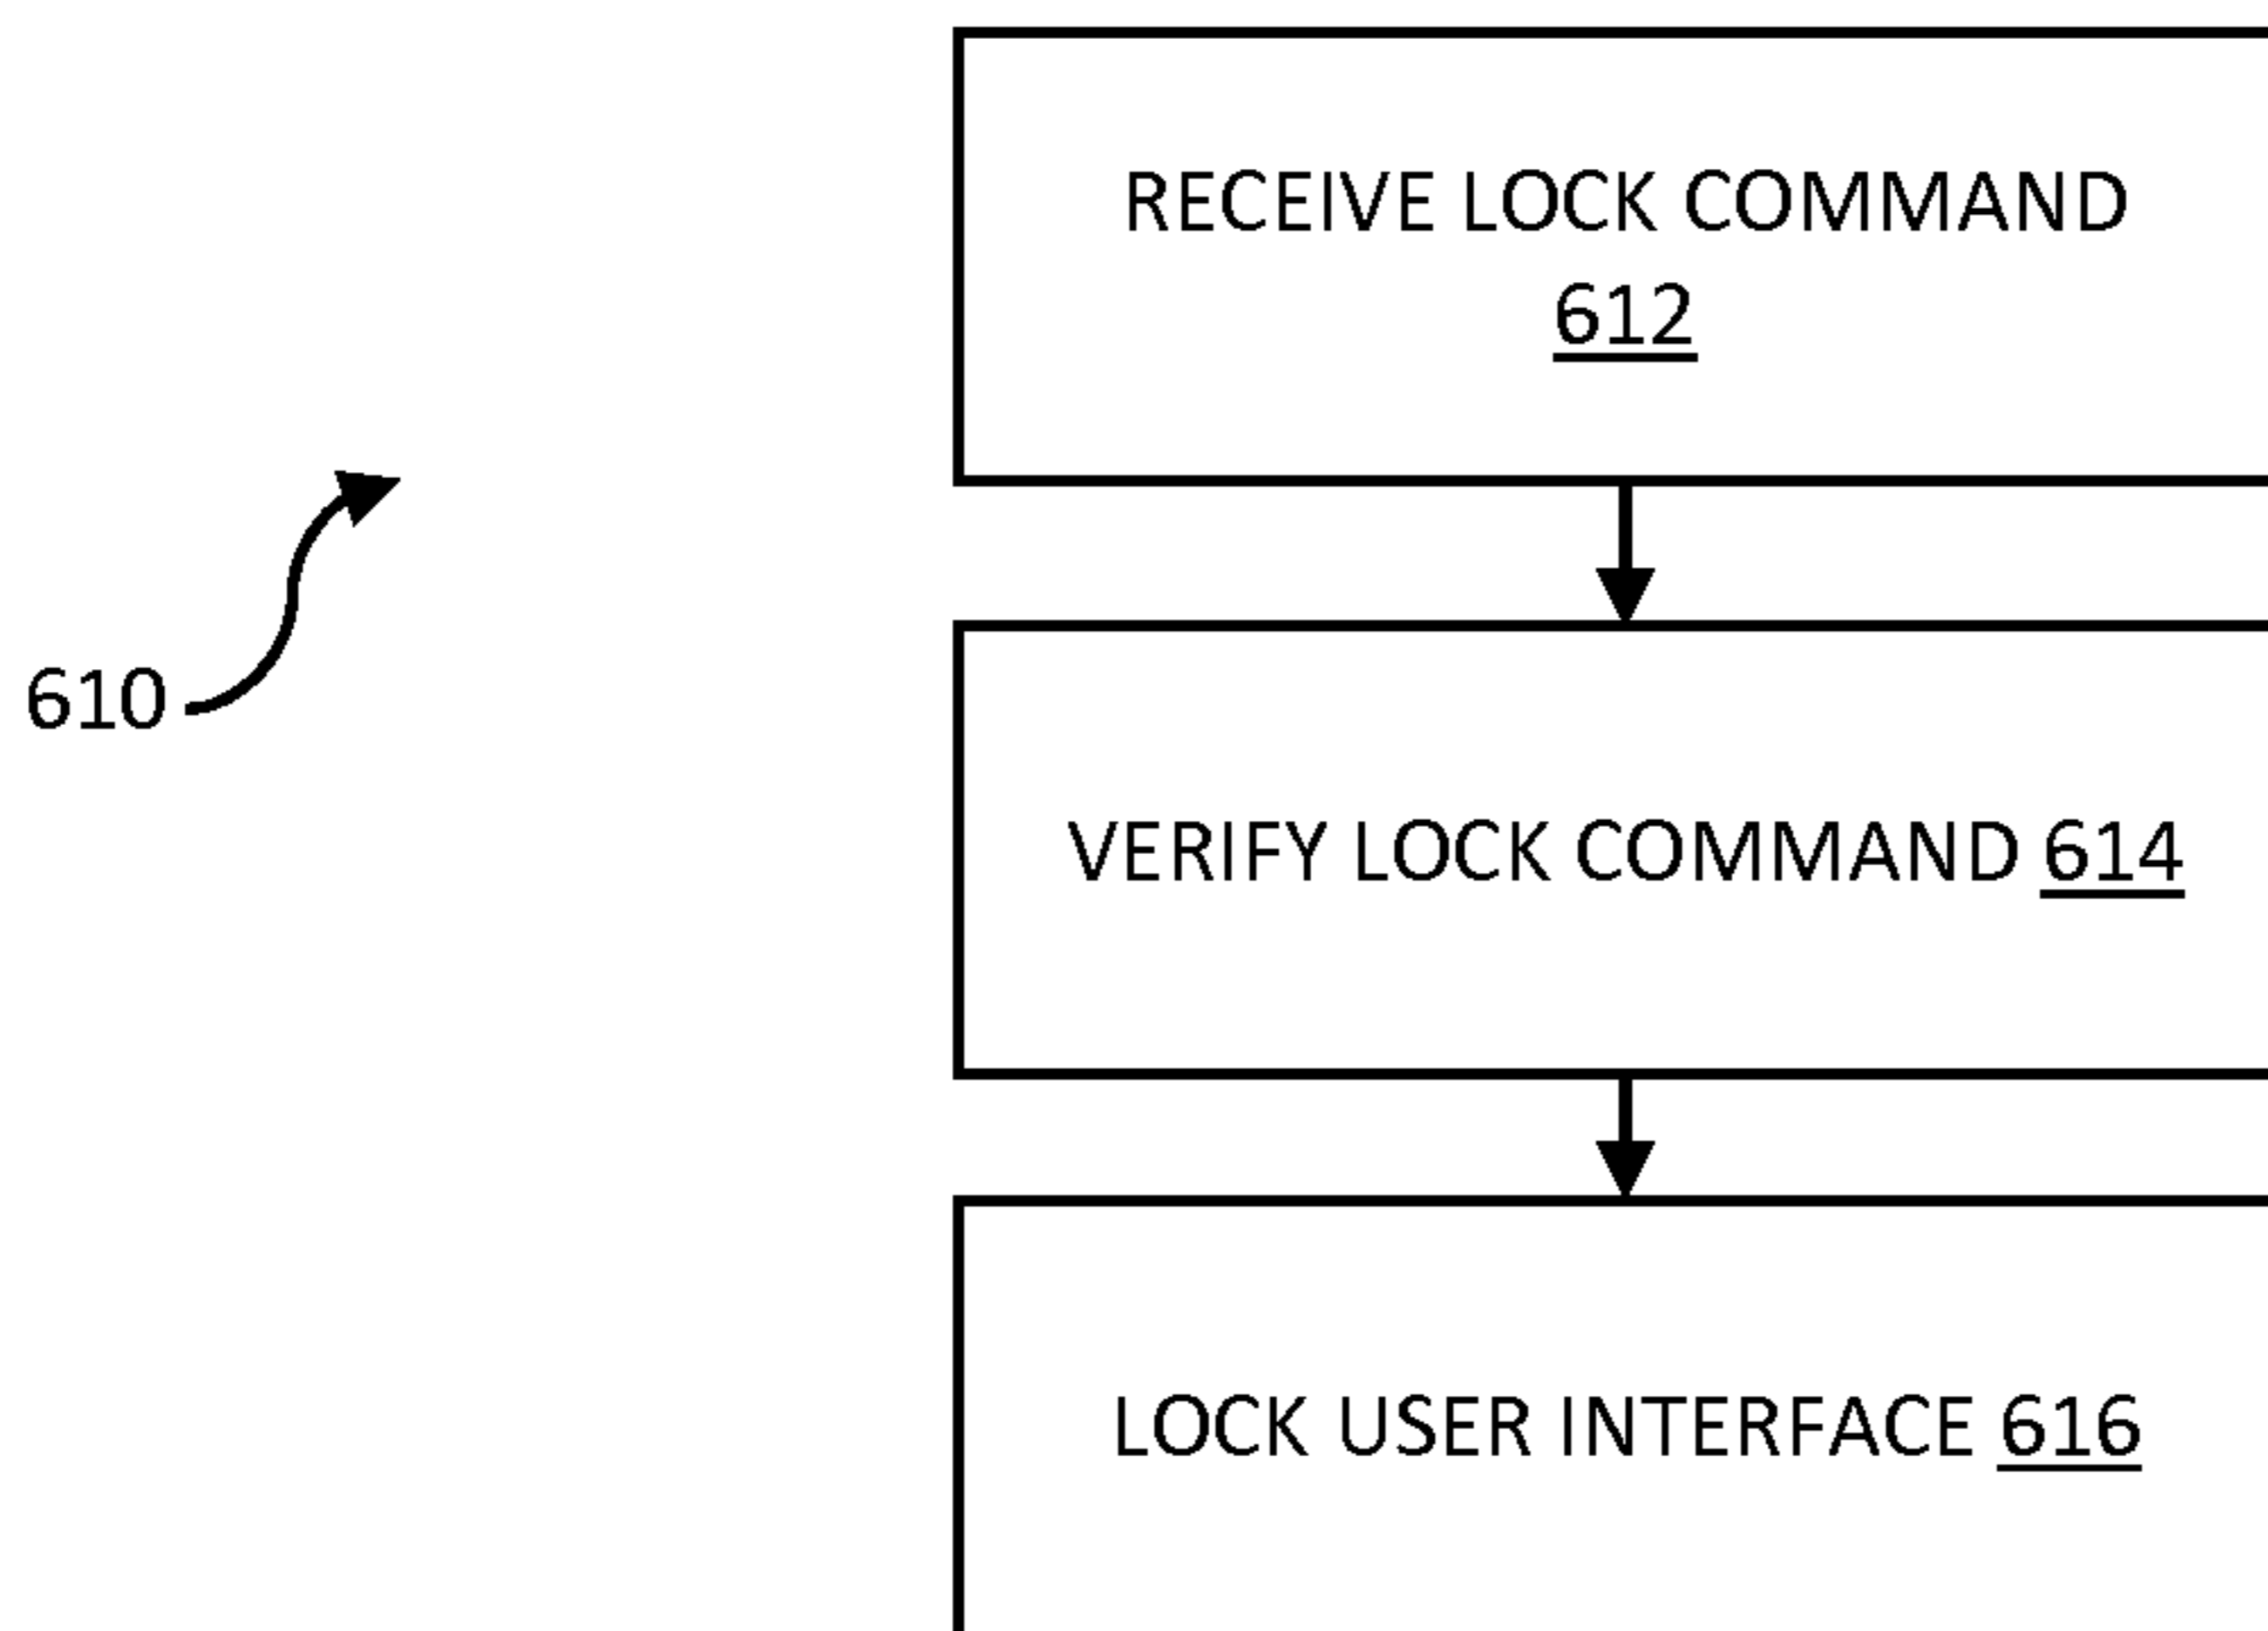 RECEIVE LOCK COMMAND
612
610
VERIFY LOCK COMMAND 614
LOCK USER INTERFACE 616